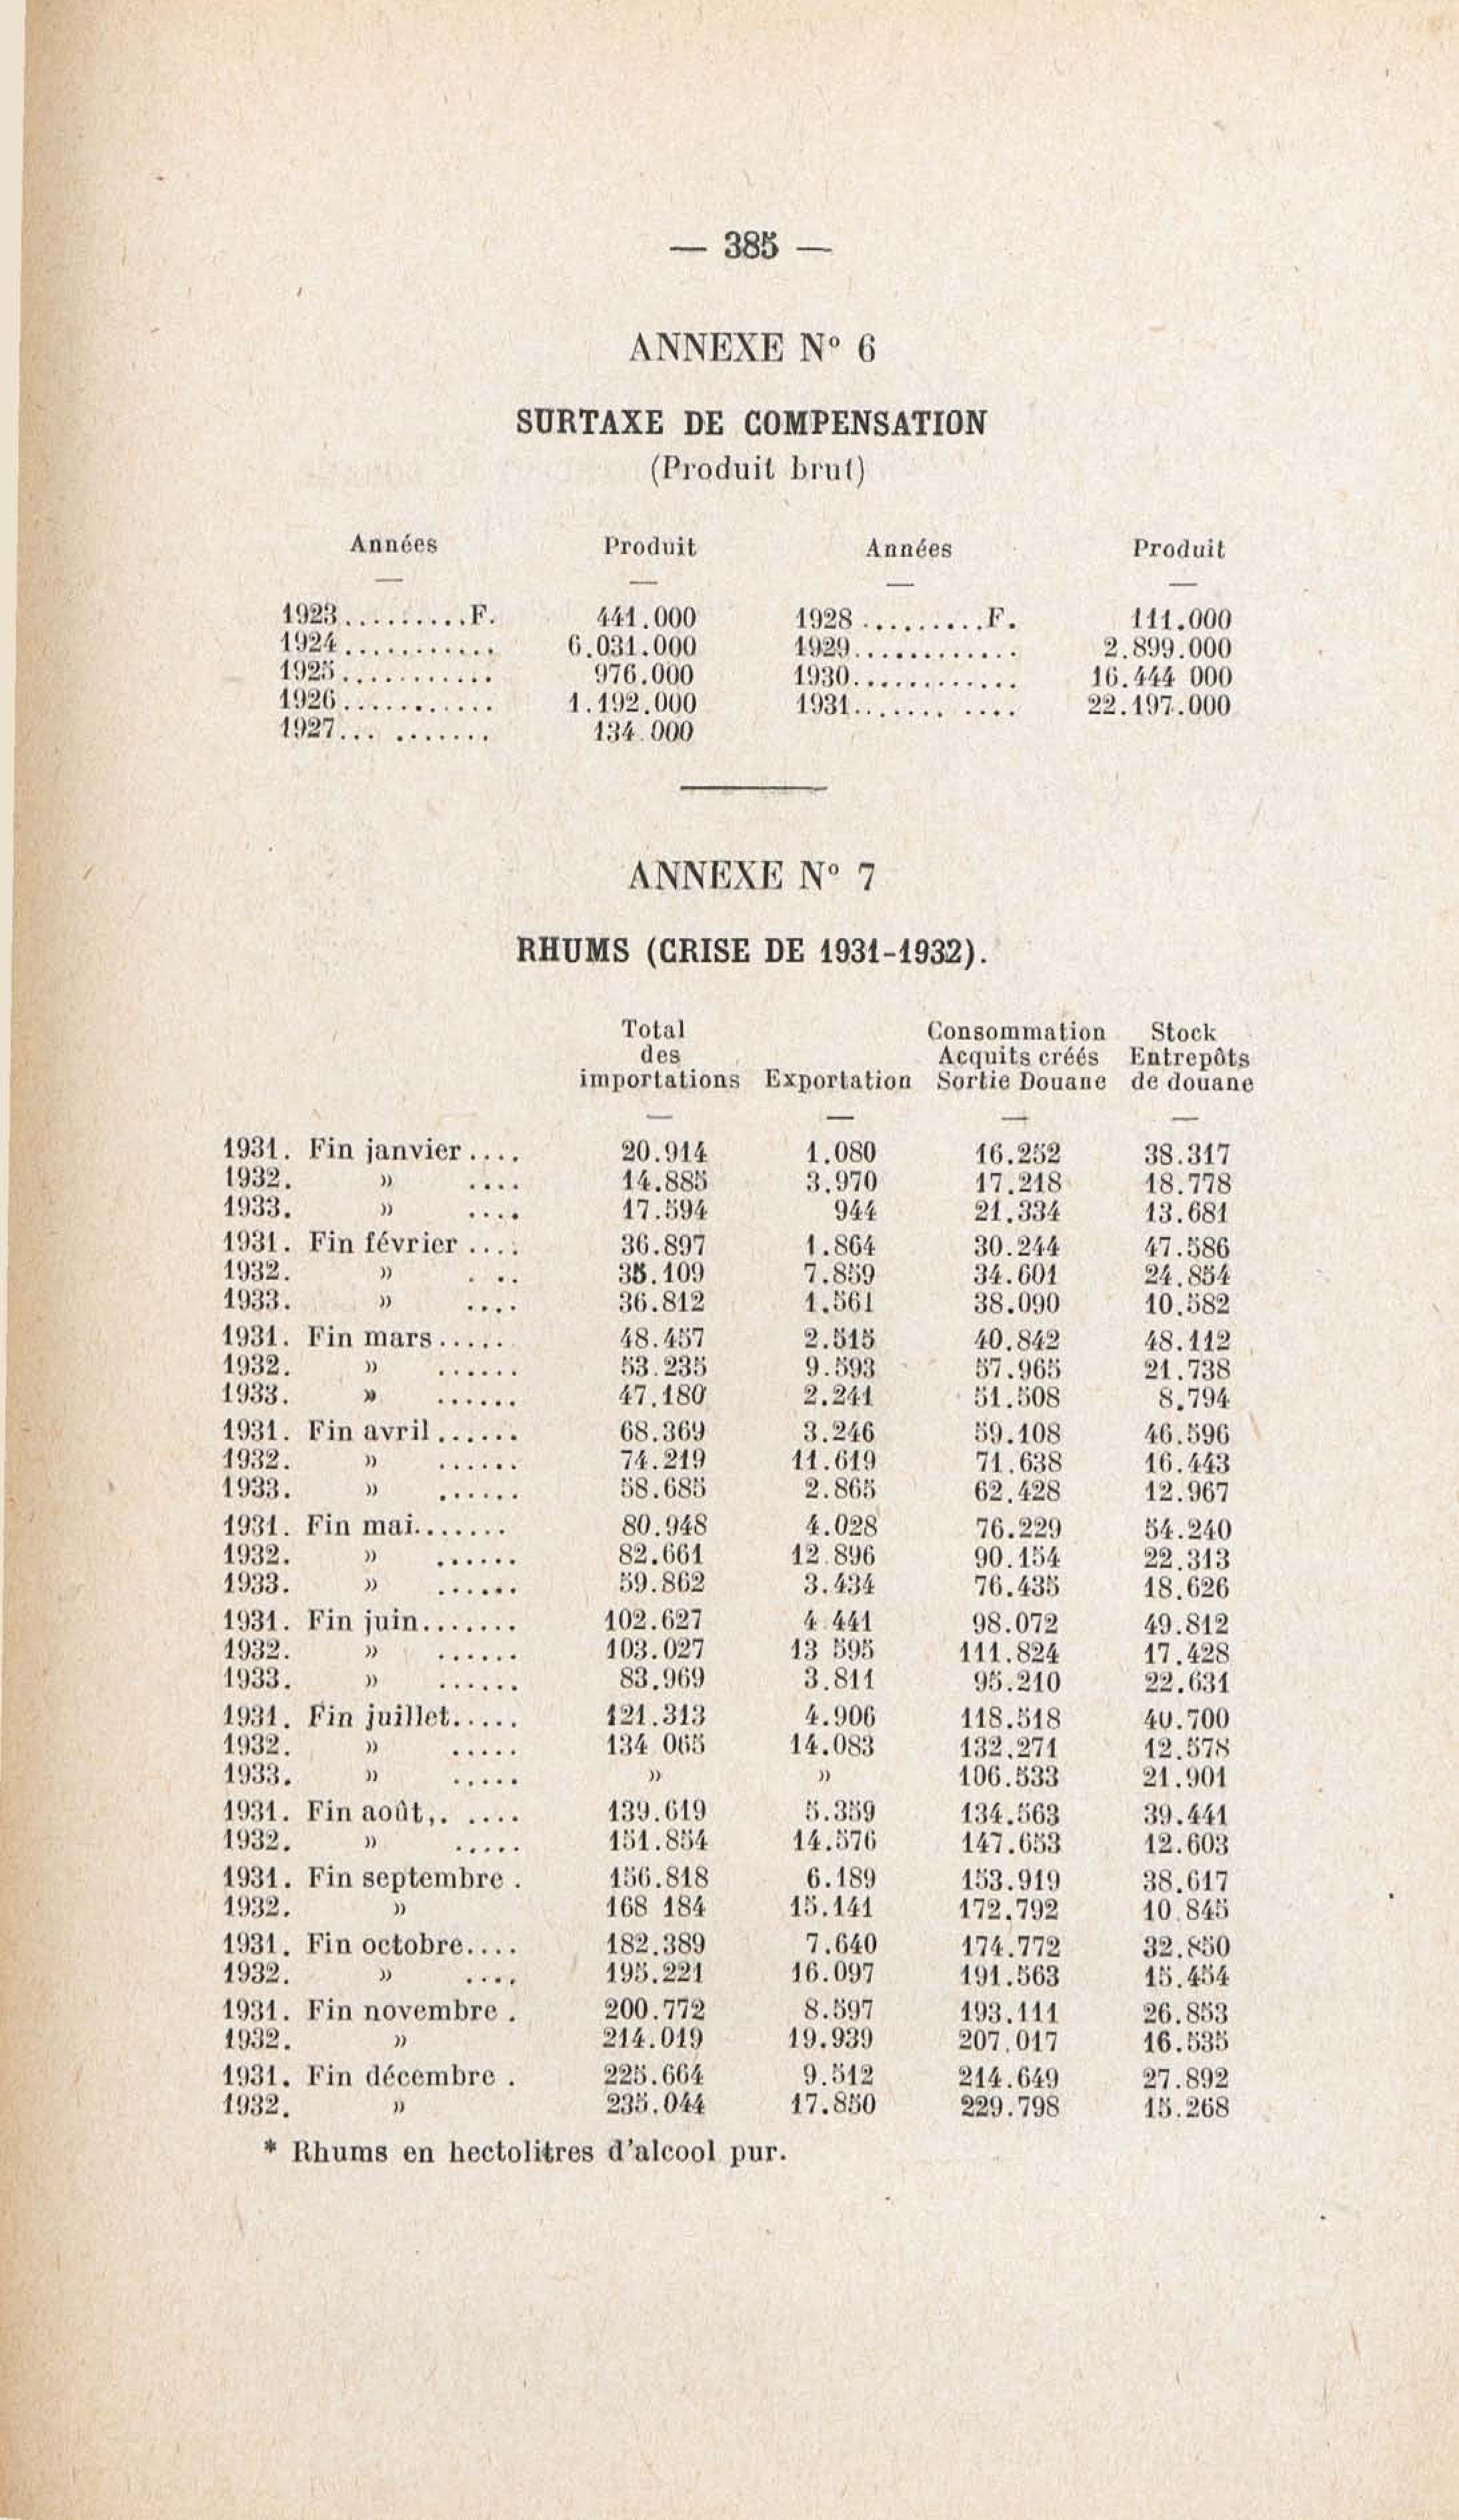 — 385 —
ANNEXE N° 6
SURTAXE DE COMPENSATION
(Produit brut)
Années Produit Années Produit
1923..........F. 441.000 1928..........F. 111.000
1924............ 6.031.000 1929............ 2.899.000
1925............ 976.000 1930............ 16.444 000
1926............ 1.192.000 1931....... .... 22.197.000
1927... ....... 134.000
ANNEXE N° 7
RHUMS (CRISE DE 1931-1932).
Total Consommation Stock
des Acquits créés Entrepôts
importations Exportation Sortie Douane de douane
1931. Fin janvier.... 20.914 1.080 16.252 38.317
1932. » .... 14.885 3.970 17.218 18.778
1933. » .... 17.594 944 21.334 13.681
1931. Fin février .... 36.897 1.864 30.244 47.586
1932. » . .. 35.109 7.859 34.601 24.854
1933. » .... 36.812 1.561 38.090 10.582
1931. Fin mars..... 48.457 2.515 40.842 48.112
1932. » ...... 53.235 9.593 57.965 21.738
1933. » ...... 47.180 2.241 51.508 8.794
1931. Fin avril...... 68.369 3.246 59.108 46.596
1932. » ...... 74.219 11.619 71.638 16.443
1933. » ...... 58.685 2.865 62.428 12.967
1931. Fin mai....... 80.948 4.028 76.229 54.240
1932. » ...... 82.661 12.896 90.154 22.313
1933. » ...... 59.862 3.434 76.435 18.626
1931. Fin juin....... 102.627 4.441 98.072 49.812
1932. » ...... 103.027 13 595 111.824 17.428
1933. » ...... 83.969 3.811 95.210 22.631
1931. Fin juillet..... 121.313 4.906 118.518 40.700
1932. » ..... 134 065 14.083 132.271 12.578
1933. » ..... » » 106.533 21.901
1931. Fin août,. .... 139.619 5.359 134.563 39.441
1932. » ..... 151.854 14.576 147.653 12.603
1931. Fin septembre . 156.818 6.189 153.919 38.617
1932. » 168 184 15.141 172.792 10.845
1931. Fin octobre.... 182.389 7.640 174.772 32.850
1932. » .... 195.221 16.097 191.563 15.454
1931. Fin novembre . 200.772 8.597 193.111 26.853
1932. » 214.019 19.939 207.017 16.535
1931. Fin décembre . 225.664 9.512 214.649 27.892
1932. » 235.044 17.850 229.798 15.268
* Rhums en hectolitres d'alcool pur.